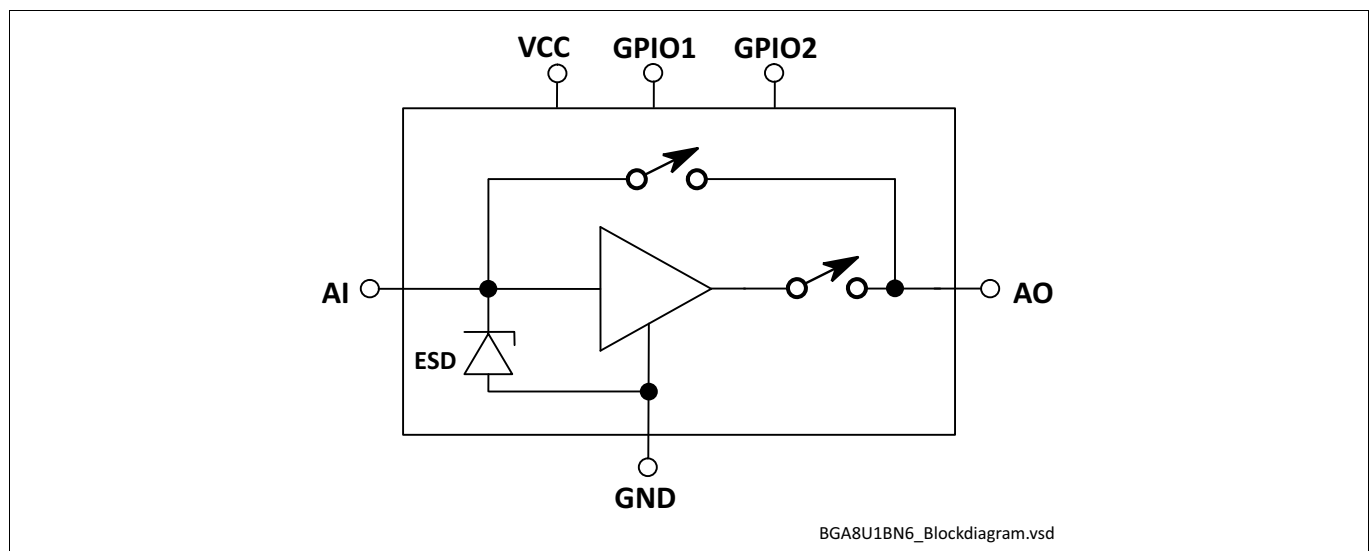 VCC GPIO1 GPIO2
AI
AO
ESD
GND
BGA8U1BN6_Blockdiagram.vsd